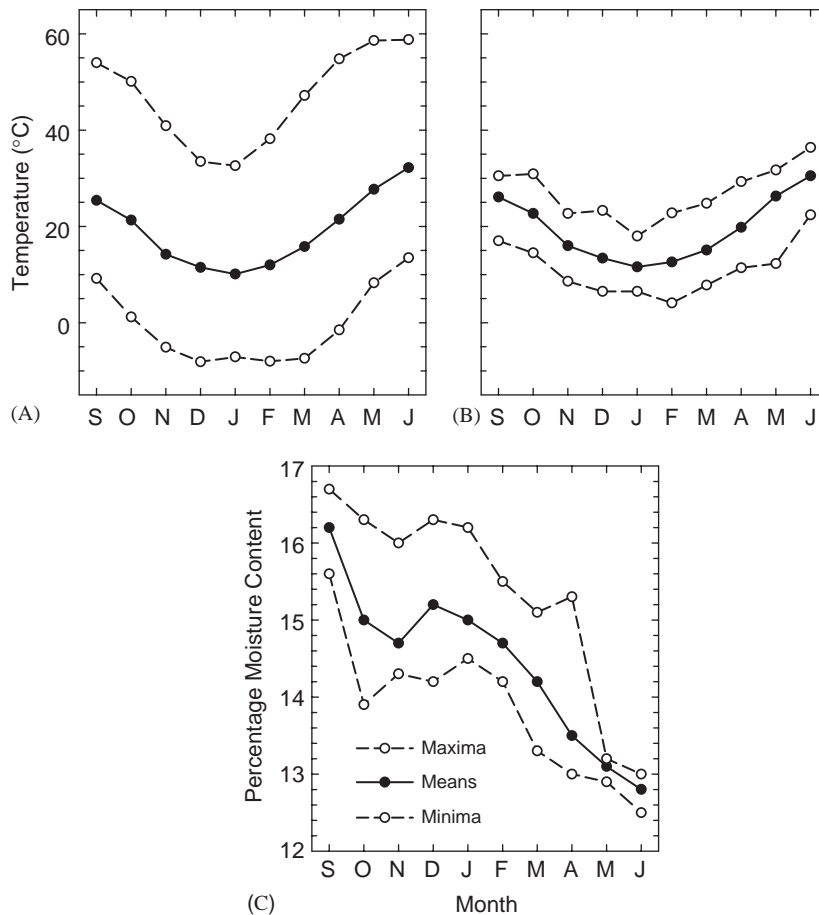 60
40
20
0
Temperature (°C)
(A)
S O N D J F M A M J
(B)
S O N D J F M A M J
17
16
15
14
13
12
Percentage Moisture Content
Maxima
Means
Minima
S O N D J F M A M J
(C)
Month